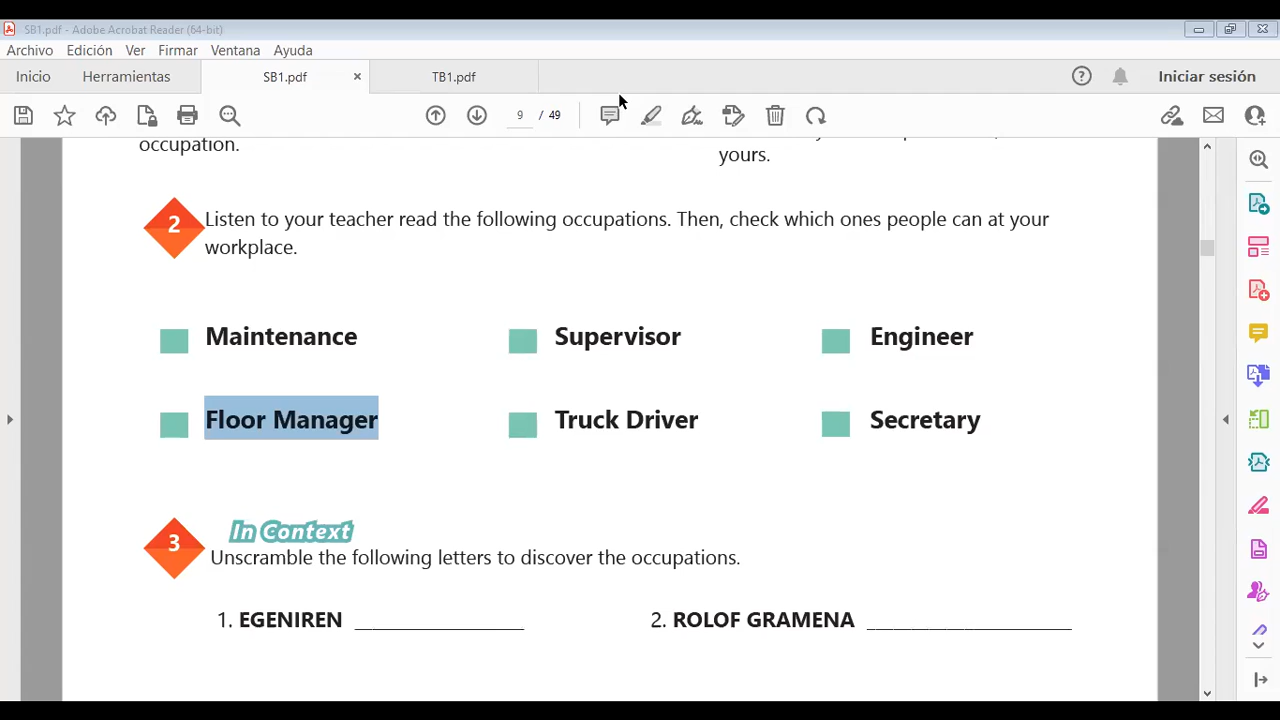 SB1.pdf - Adobe Acrobat Reader (64-bit)
Archivo Edición Ver Firmar Ventana Ayuda
Inicio Herramientas SB1.pdf × TB1.pdf Iniciar sesión
9 / 49
occupation.
yours.
2 Listen to your teacher read the following occupations. Then, check which ones people can at your
workplace.
Maintenance Supervisor Engineer
Floor Manager Truck Driver Secretary
In Context
3 Unscramble the following letters to discover the occupations.
1. EGENIREN ________________ 2. ROLOF GRAMENA ____________________